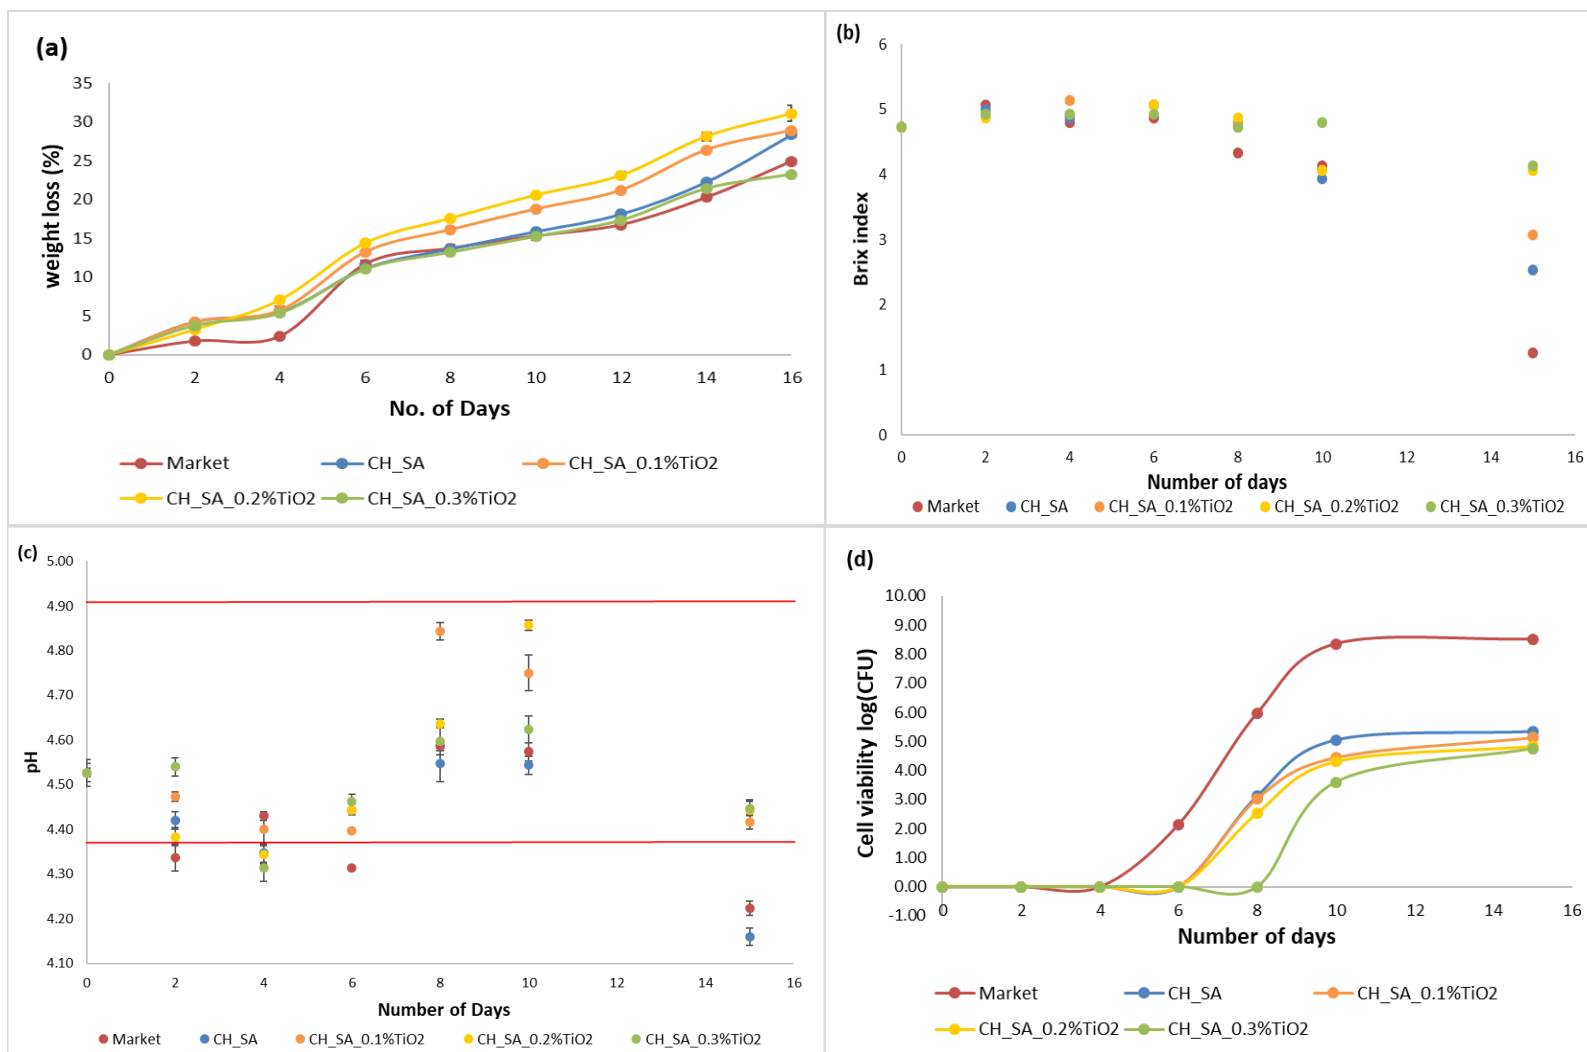 (a)
35
30
25
20
15
10
5
0
weight loss (%)
0 2 4 6 8 10 12 14 16
No. of Days
Market CH_SA CH_SA_0.1%TiO2
CH_SA_0.2%TiO2 CH_SA_0.3%TiO2
(b)
6
5
4
3
2
1
0
Brix index
0 2 4 6 8 10 12 14 16
Number of days
Market CH_SA CH_SA_0.1%TiO2 CH_SA_0.2%TiO2 CH_SA_0.3%TiO2
(c)
5.00
4.90
4.80
4.70
4.60
4.50
4.40
4.30
4.20
4.10
pH
0 2 4 6 8 10 12 14 16
Number of Days
Market CH_SA CH_SA_0.1%TiO2 CH_SA_0.2%TiO2 CH_SA_0.3%TiO2
(d)
10.00
9.00
8.00
7.00
6.00
5.00
4.00
3.00
2.00
1.00
0.00
-1.00
Cell viability log(CFU)
0 2 4 6 8 10 12 14 16
Number of days
Market CH_SA CH_SA_0.1%TiO2
CH_SA_0.2%TiO2 CH_SA_0.3%TiO2